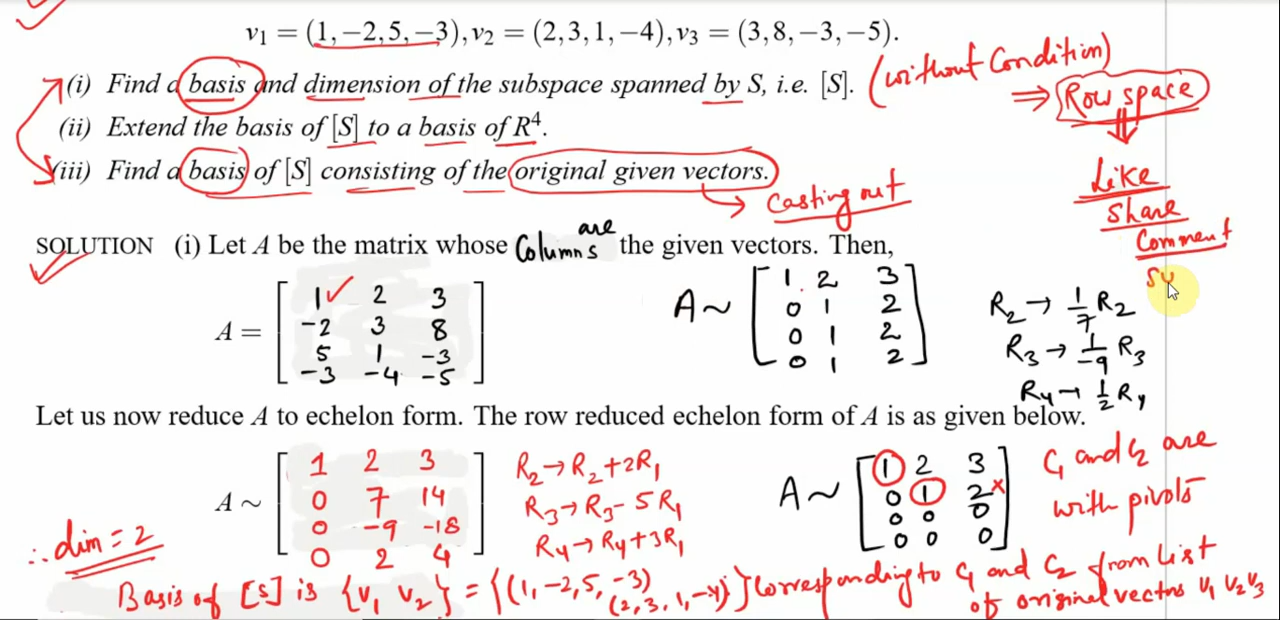 v1 = (1, −2,5, −3), v2 = (2,3,1, −4), v3 = (3,8, −3, −5).
(without Condition)
(i) Find a basis and dimension of the subspace spanned by S, i.e. [S].
⇒ Row space
(ii) Extend the basis of [S] to a basis of R⁴.
(iii) Find a basis of [S] consisting of the original given vectors.
→ Casting out
Like
Share
Comment
su
SOLUTION (i) Let A be the matrix whose Columns are the given vectors. Then,
A = [
1 ✓ 2 3
-2 3 8
5 1 -3
-3 -4 -5
]
A ~ [
1 2 3
0 1 2
0 1 2
0 1 2
]
R2 → 1/7 R2
R3 → 1/-9 R3
R4 → 1/2 R4
Let us now reduce A to echelon form. The row reduced echelon form of A is as given below.
A ~ [
1 2 3
0 7 14
0 -9 -18
0 2 4
]
R2 → R2 + 2R1
R3 → R3 - 5R1
R4 → R4 + 3R1
A ~ [
1 2 3
0 1 2 ×
0 0 0
0 0 0
]
C1 and C2 are
with pivots
∴ dim = 2
Basis of [S] is {v1 v2} = {(1, -2, 5, -3) (2, 3, 1, -4)} Corresponding to C1 and C2 from List
of original vectors v1 v2 v3